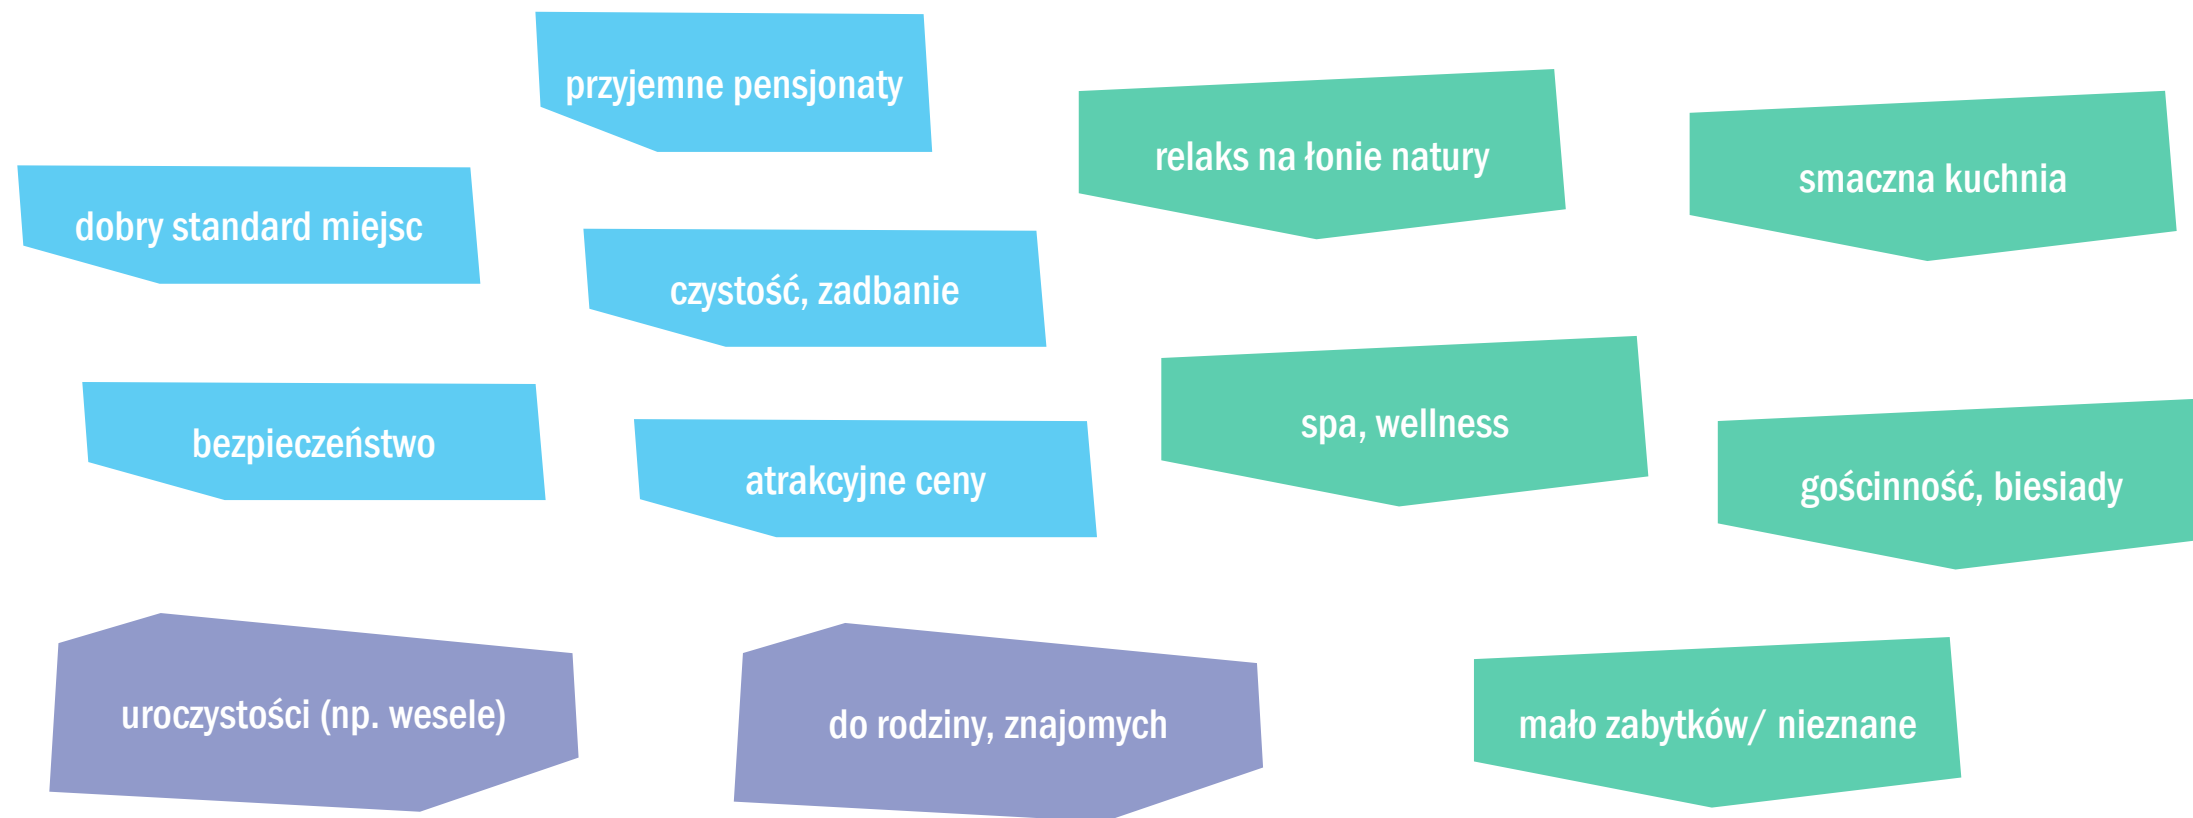 przyjemne pensjonaty
relaks na łonie natury
smaczna kuchnia
dobry standard miejsc
czystość, zadbanie
spa, wellness
bezpieczeństwo
atrakcyjne ceny
gościnność, biesiady
uroczystości (np. wesele)
do rodziny, znajomych
mało zabytków/ nieznane